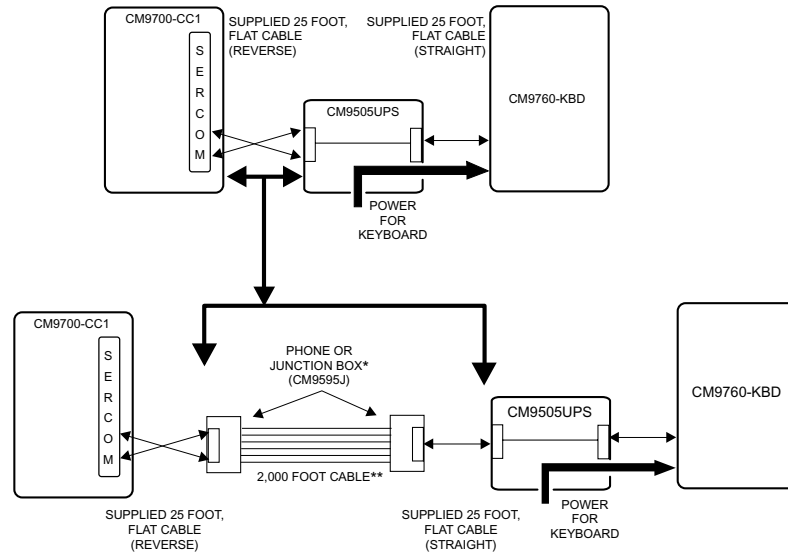 CM9700-CC1
SUPPLIED 25 FOOT,
FLAT CABLE
(REVERSE)
SUPPLIED 25 FOOT,
FLAT CABLE
(STRAIGHT)
S
E
R
C
O
M
CM9505UPS
CM9760-KBD
POWER
FOR
KEYBOARD
CM9700-CC1
S
E
R
C
O
M
PHONE OR
JUNCTION BOX*
(CM9595J)
2,000 FOOT CABLE**
CM9505UPS
CM9760-KBD
SUPPLIED 25 FOOT,
FLAT CABLE
(REVERSE)
SUPPLIED 25 FOOT,
FLAT CABLE
(STRAIGHT)
POWER
FOR
KEYBOARD